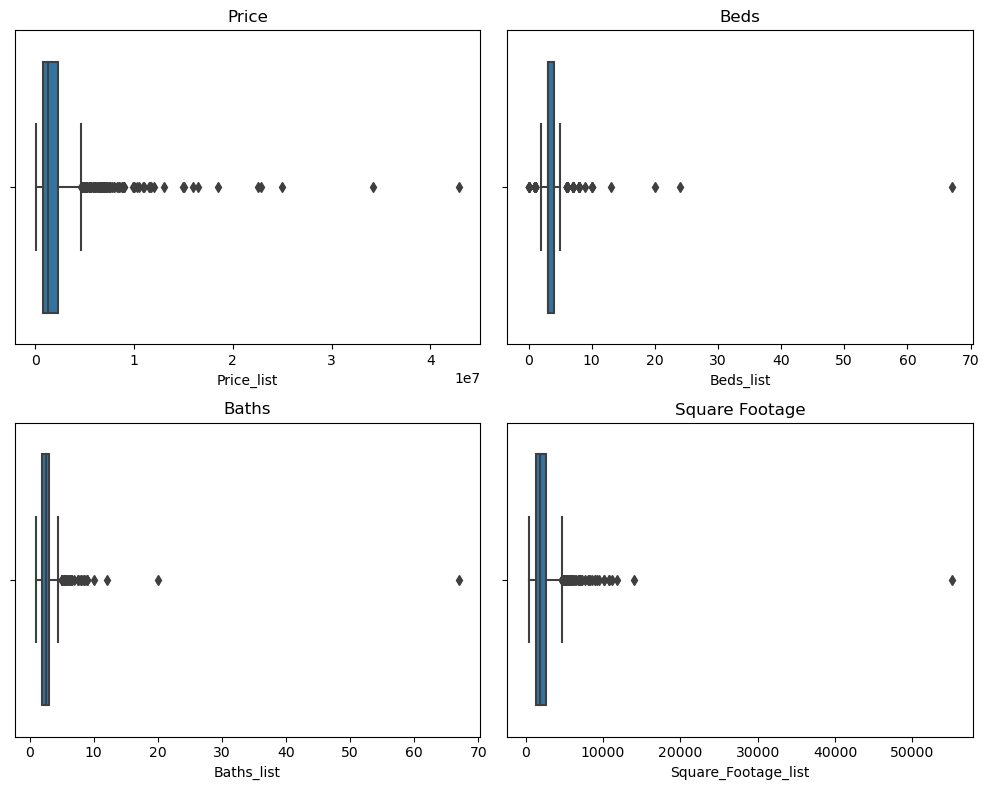 Price
0 1 2 3 4
1e7
Price_list
Beds
0 10 20 30 40 50 60 70
Beds_list
Baths
0 10 20 30 40 50 60 70
Baths_list
Square Footage
0 10000 20000 30000 40000 50000
Square_Footage_list